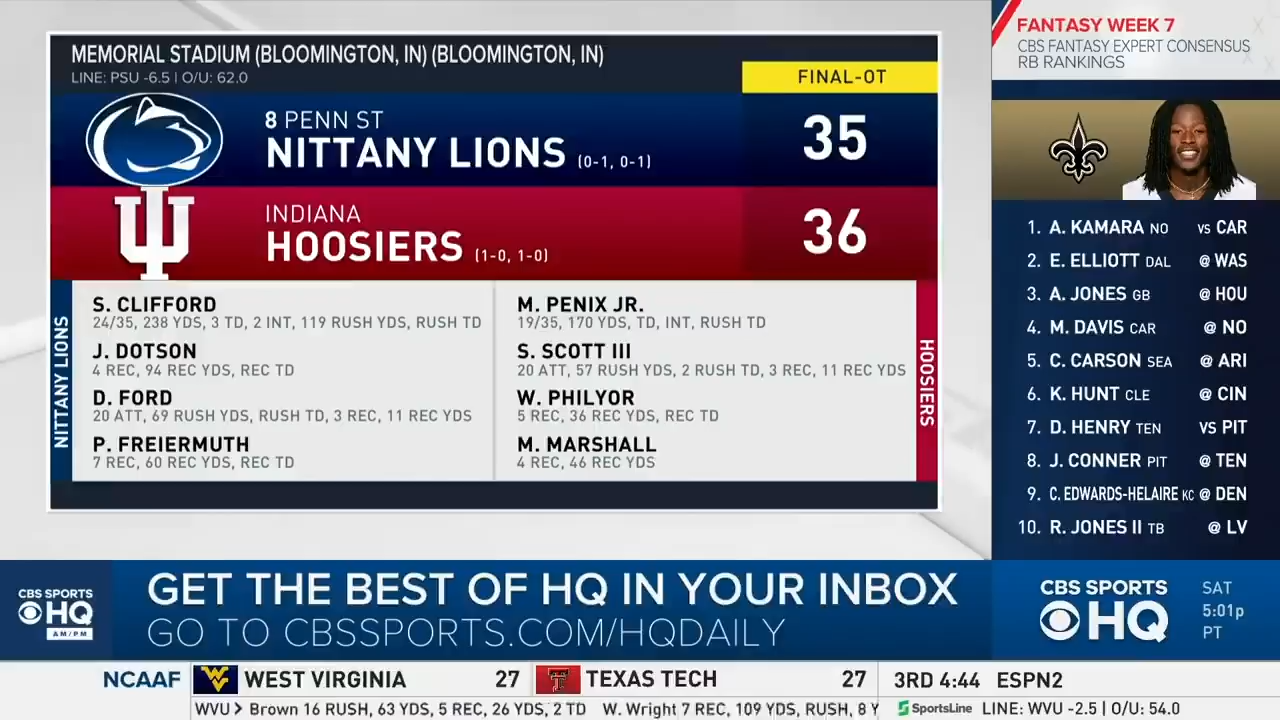 MEMORIAL STADIUM (BLOOMINGTON, IN) (BLOOMINGTON, IN)
LINE: PSU -6.5 | O/U: 62.0
FINAL-OT
8 PENN ST
NITTANY LIONS (0-1, 0-1)
35
INDIANA
HOOSIERS (1-0, 1-0)
36
NITTANY LIONS
S. CLIFFORD
24/35, 238 YDS, 3 TD, 2 INT, 119 RUSH YDS, RUSH TD
J. DOTSON
4 REC, 94 REC YDS, REC TD
D. FORD
20 ATT, 69 RUSH YDS, RUSH TD, 3 REC, 11 REC YDS
P. FREIERMUTH
7 REC, 60 REC YDS, REC TD
M. PENIX JR.
19/35, 170 YDS, TD, INT, RUSH TD
S. SCOTT III
20 ATT, 57 RUSH YDS, 2 RUSH TD, 3 REC, 11 REC YDS
W. PHILYOR
5 REC, 36 REC YDS, REC TD
M. MARSHALL
4 REC, 46 REC YDS
HOOSIERS
FANTASY WEEK 7
CBS FANTASY EXPERT CONSENSUS
RB RANKINGS
1. A. KAMARA NO VS CAR
2. E. ELLIOTT DAL @ WAS
3. A. JONES GB @ HOU
4. M. DAVIS CAR @ NO
5. C. CARSON SEA @ ARI
6. K. HUNT CLE @ CIN
7. D. HENRY TEN VS PIT
8. J. CONNER PIT @ TEN
9. C. EDWARDS-HELAIRE KC @ DEN
10. R. JONES II TB @ LV
CBS SPORTS
HQ
AM/PM
GET THE BEST OF HQ IN YOUR INBOX
GO TO CBSSPORTS.COM/HQDAILY
CBS SPORTS
HQ
SAT
5:01p
PT
NCAAF WV WEST VIRGINIA 27 T TEXAS TECH 27 3RD 4:44 ESPN2
WVU > Brown 16 RUSH, 63 YDS, 5 REC, 26 YDS, 2 TD W. Wright 7 REC, 109 YDS, RUSH, 8 Y S SportsLine LINE: WVU -2.5 | O/U: 54.0